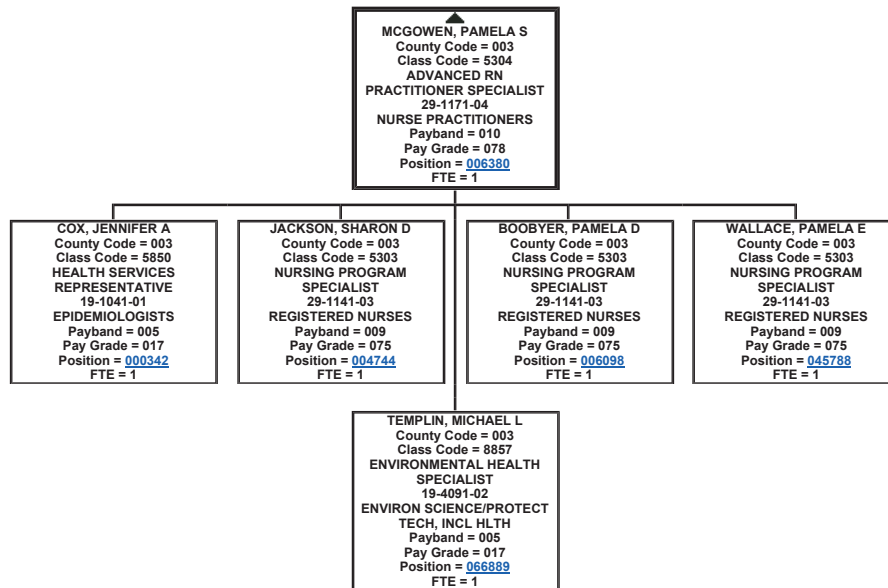 MCGOWEN, PAMELA S
County Code = 003
Class Code = 5304
ADVANCED RN
PRACTITIONER SPECIALIST
29-1171-04
NURSE PRACTITIONERS
Payband = 010
Pay Grade = 078
Position = 006380
FTE = 1
COX, JENNIFER A
County Code = 003
Class Code = 5850
HEALTH SERVICES
REPRESENTATIVE
19-1041-01
EPIDEMIOLOGISTS
Payband = 005
Pay Grade = 017
Position = 000342
FTE = 1
JACKSON, SHARON D
County Code = 003
Class Code = 5303
NURSING PROGRAM
SPECIALIST
29-1141-03
REGISTERED NURSES
Payband = 009
Pay Grade = 075
Position = 004744
FTE = 1
BOOBYER, PAMELA D
County Code = 003
Class Code = 5303
NURSING PROGRAM
SPECIALIST
29-1141-03
REGISTERED NURSES
Payband = 009
Pay Grade = 075
Position = 006098
FTE = 1
WALLACE, PAMELA E
County Code = 003
Class Code = 5303
NURSING PROGRAM
SPECIALIST
29-1141-03
REGISTERED NURSES
Payband = 009
Pay Grade = 075
Position = 045788
FTE = 1
TEMPLIN, MICHAEL L
County Code = 003
Class Code = 8857
ENVIRONMENTAL HEALTH
SPECIALIST
19-4091-02
ENVIRON SCIENCE/PROTECT
TECH, INCL HLTH
Payband = 005
Pay Grade = 017
Position = 066889
FTE = 1